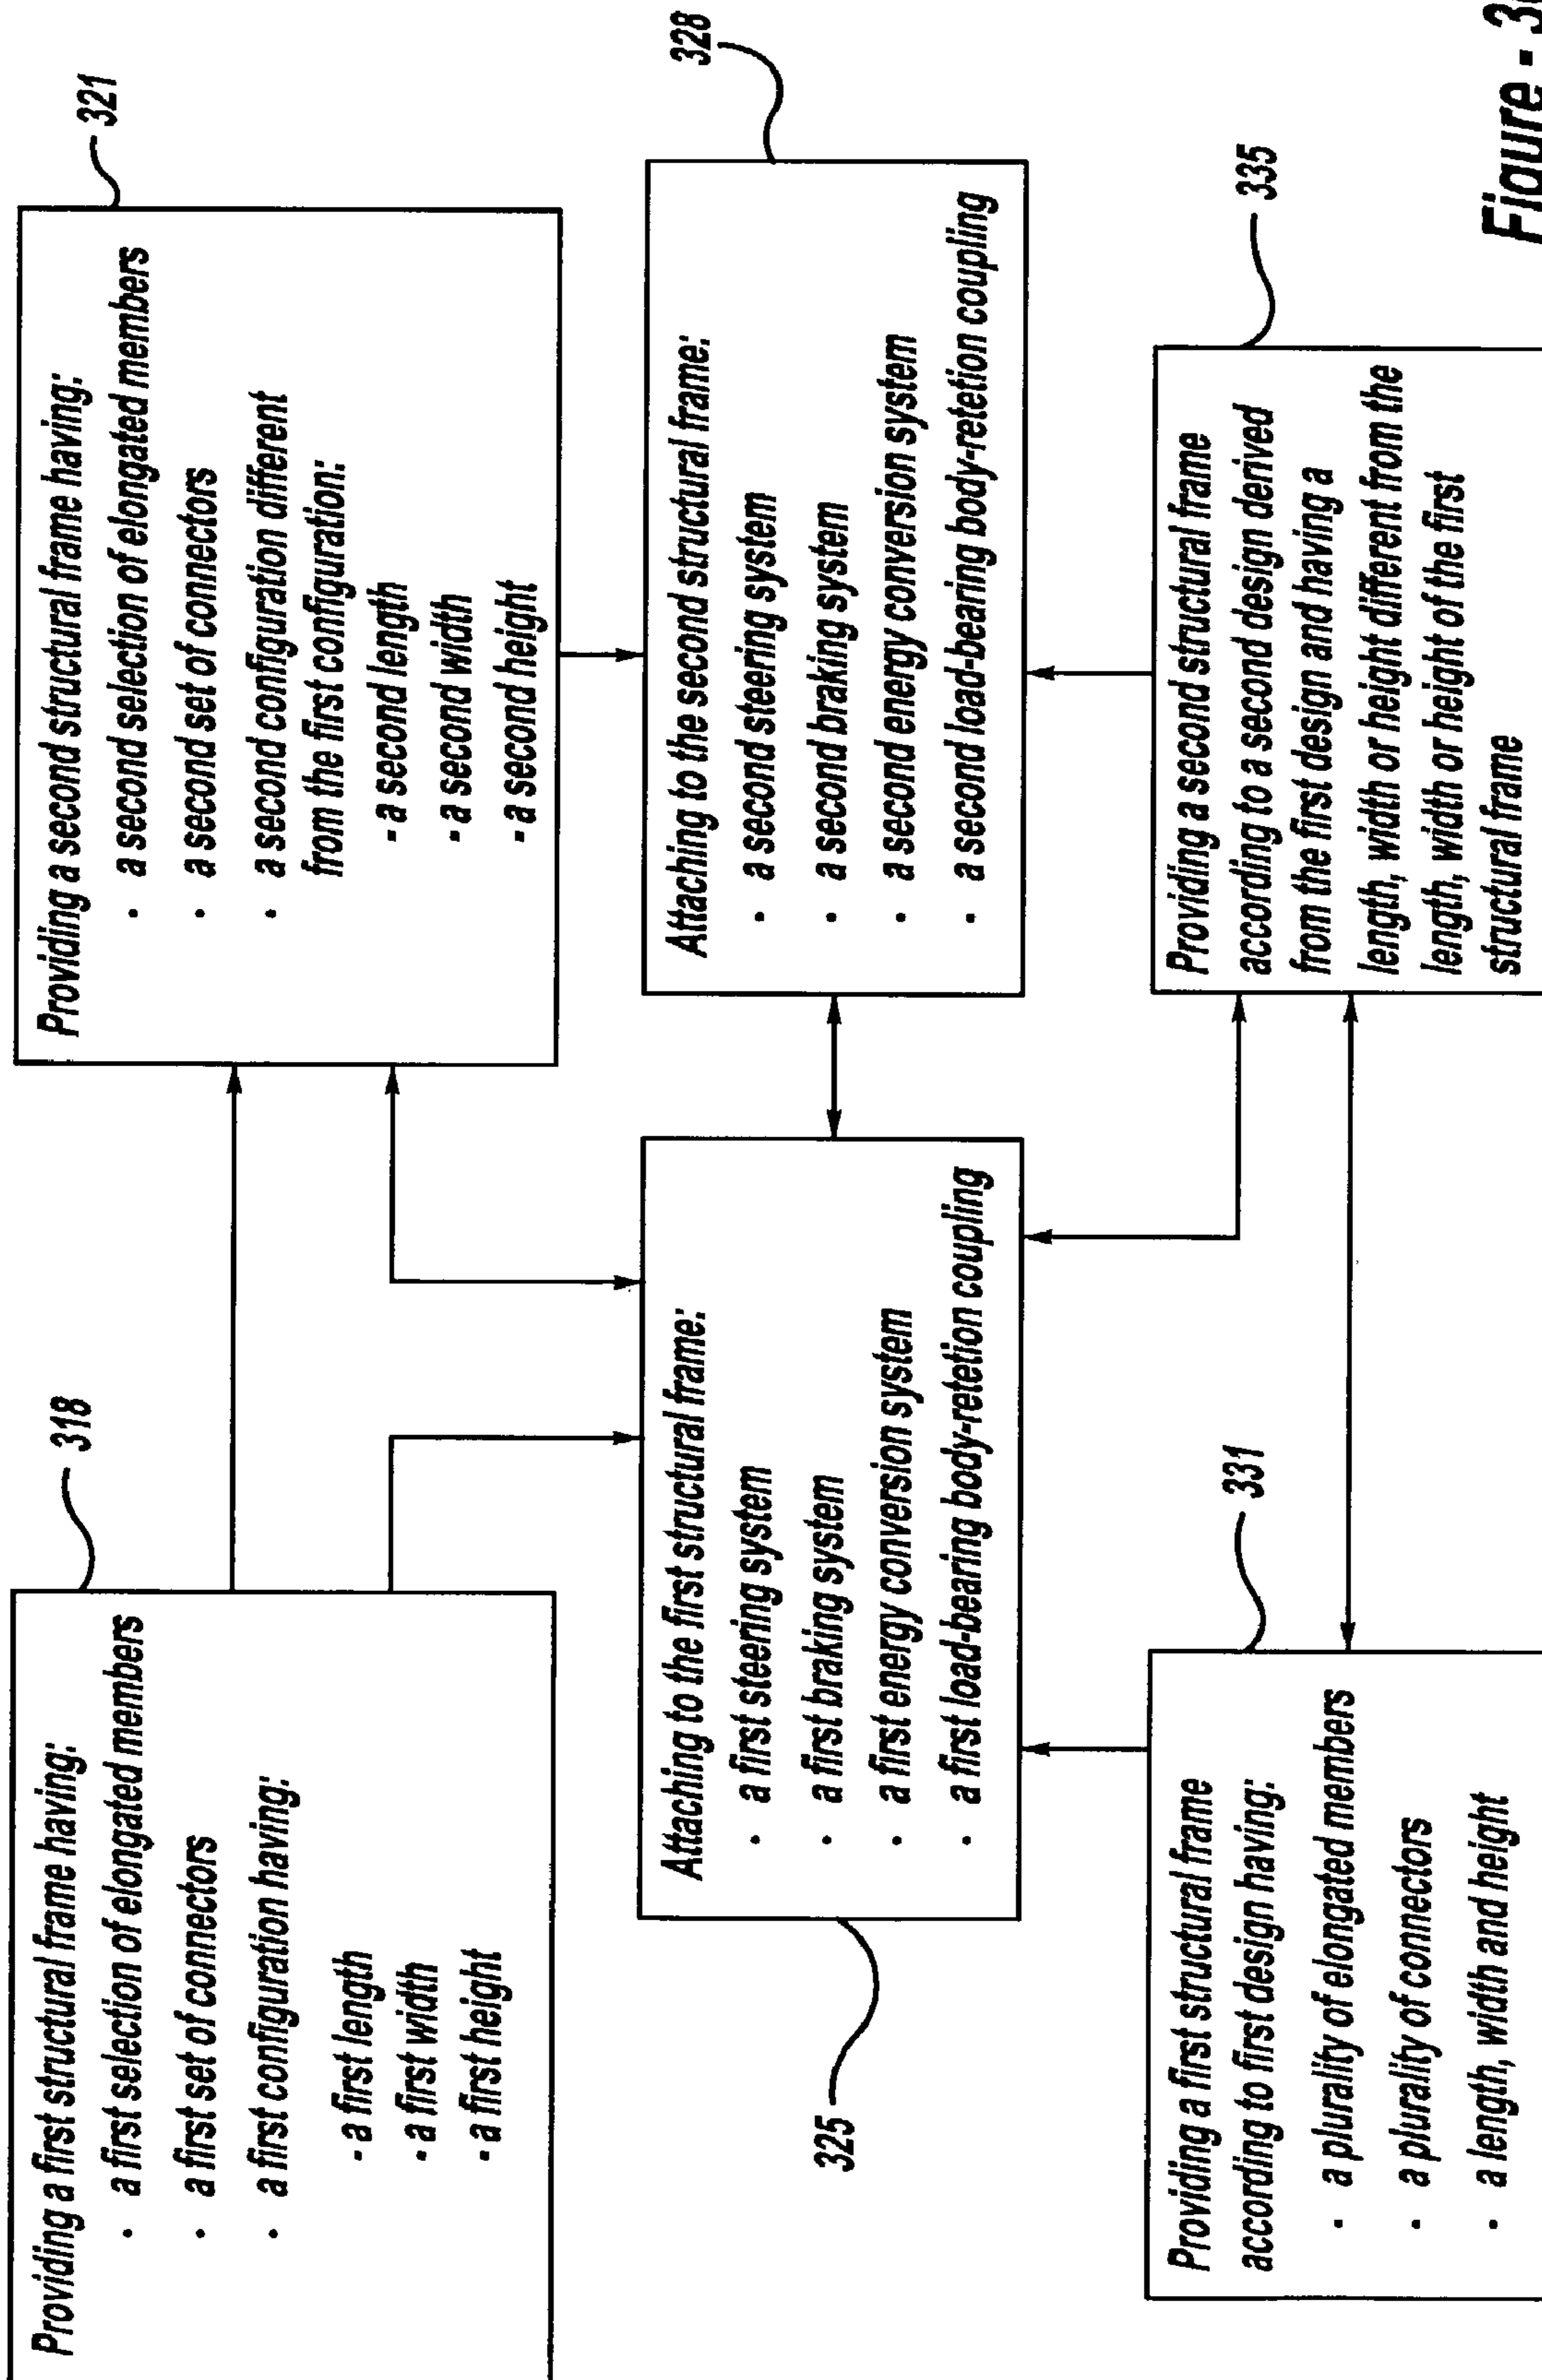 318
Providing a first structural frame having:
· a first selection of elongated members
· a first set of connectors
· a first configuration having:
- a first length
- a first width
- a first height
321
Providing a second structural frame having:
· a second selection of elongated members
· a second set of connectors
· a second configuration different
from the first configuration:
- a second length
- a second width
- a second height
325
Attaching to the first structural frame:
· a first steering system
· a first braking system
· a first energy conversion system
· a first load-bearing body-retetion coupling
328
Attaching to the second structural frame:
· a second steering system
· a second braking system
· a second energy conversion system
· a second load-bearing body-retetion coupling
331
Providing a first structural frame
according to first design having:
· a plurality of elongated members
· a plurality of connectors
· a length, width and height
335
Providing a second structural frame
according to a second design derived
from the first design and having a
length, width or height different from the
length, width or height of the first
structural frame
Figure - 3